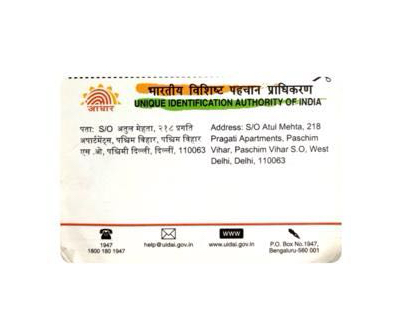 भारतीय विशिष्ट पहचान प्राधिकरण
UNIQUE IDENTIFICATION AUTHORITY OF INDIA
आधार
पता: S/O अतुल मेहता, २१८ प्रगति
अपार्टमेंट्स, पश्चिम विहार, पश्चिम विहार
एस .ओ, पश्चिमी दिल्ली, दिल्ली, 110063
Address: S/O Atul Mehta, 218
Pragati Apartments, Paschim
Vihar, Paschim Vihar S.O, West
Delhi, Delhi, 110063
1947
1800 180 1947
help@uidai.gov.in
WWW
www.uidai.gov.in
P.O. Box No.1947,
Bengaluru-560 001